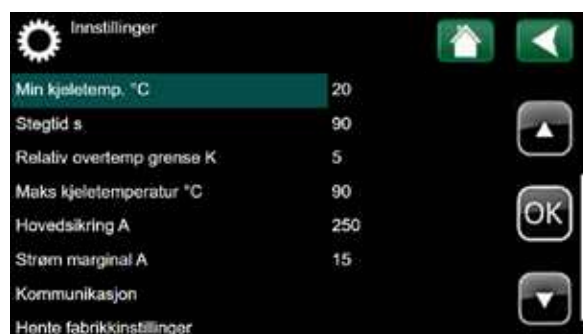 Innstillinger
Min kjeletemp. °C 20
Stegtid s 90
Relativ overtemp grense K 5
Maks kjeletemperatur °C 90
Hovedsikring A 250
Strøm marginal A 15
OK
Kommunikasjon
Hente fabrikkinstillinger